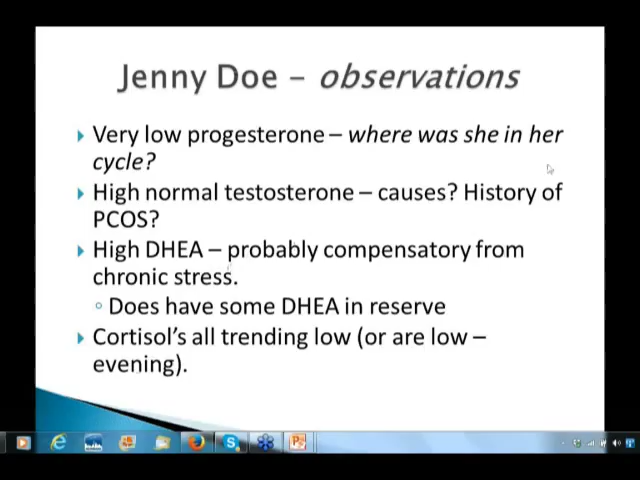 Jenny Doe – observations
Very low progesterone – where was she in her
cycle?
High normal testosterone – causes? History of
PCOS?
High DHEA – probably compensatory from
chronic stress.
Does have some DHEA in reserve
Cortisol's all trending low (or are low –
evening).